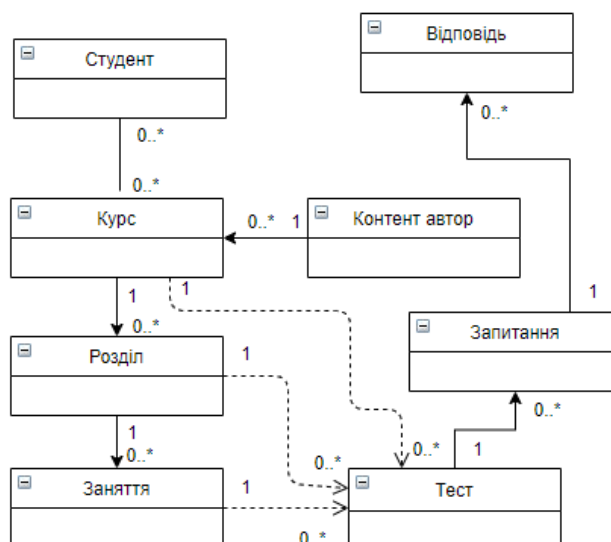 Студент
Відповідь
0..*
0..*
0..*
Курс
0..*
1
Контент автор
1
1
1
0..*
Запитання
Розділ
1
0..*
1
0..*
0..*
0..*
1
Заняття
1
Тест
0..*